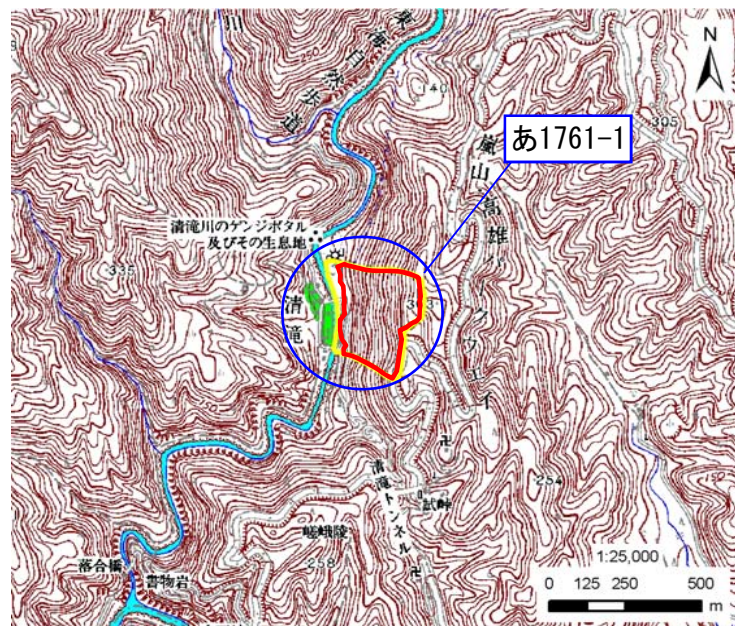 N
東海自然歩道
川
250
140
305
あ1761-1
嵐山・高雄パークウエイ
清滝川のゲンジボタル
及びその生息地
335
清滝
254
清滝トンネル
試峠
嵯峨陵
258
落合橋
書物岩
1:25,000
0 125 250 500
m